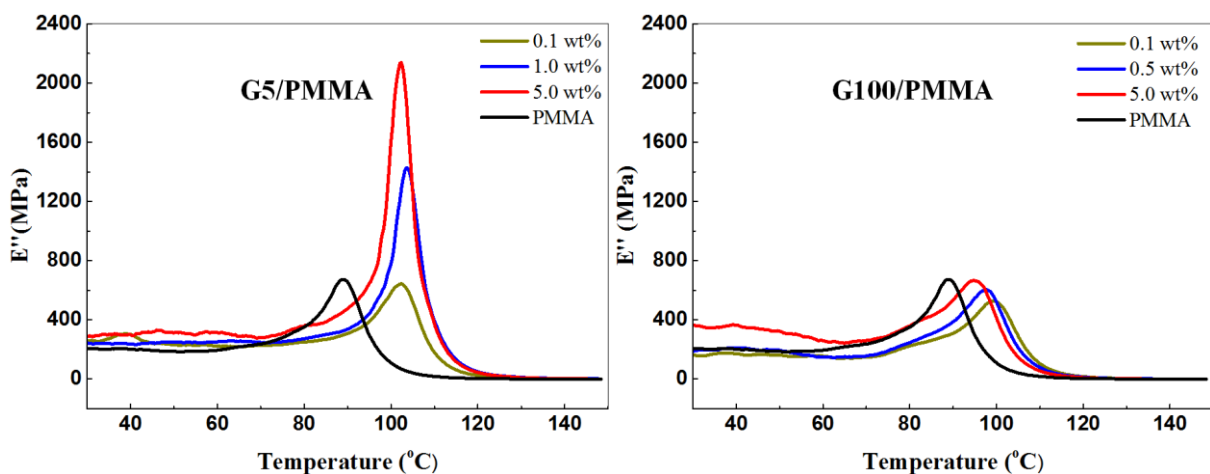 2400
2000
1600
1200
800
400
0
E''(MPa)
G5/PMMA
0.1 wt%
1.0 wt%
5.0 wt%
PMMA
40 60 80 100 120 140
Temperature (°C)
2400
2000
1600
1200
800
400
0
E'' (MPa)
G100/PMMA
0.1 wt%
0.5 wt%
5.0 wt%
PMMA
40 60 80 100 120 140
Temperature (°C)